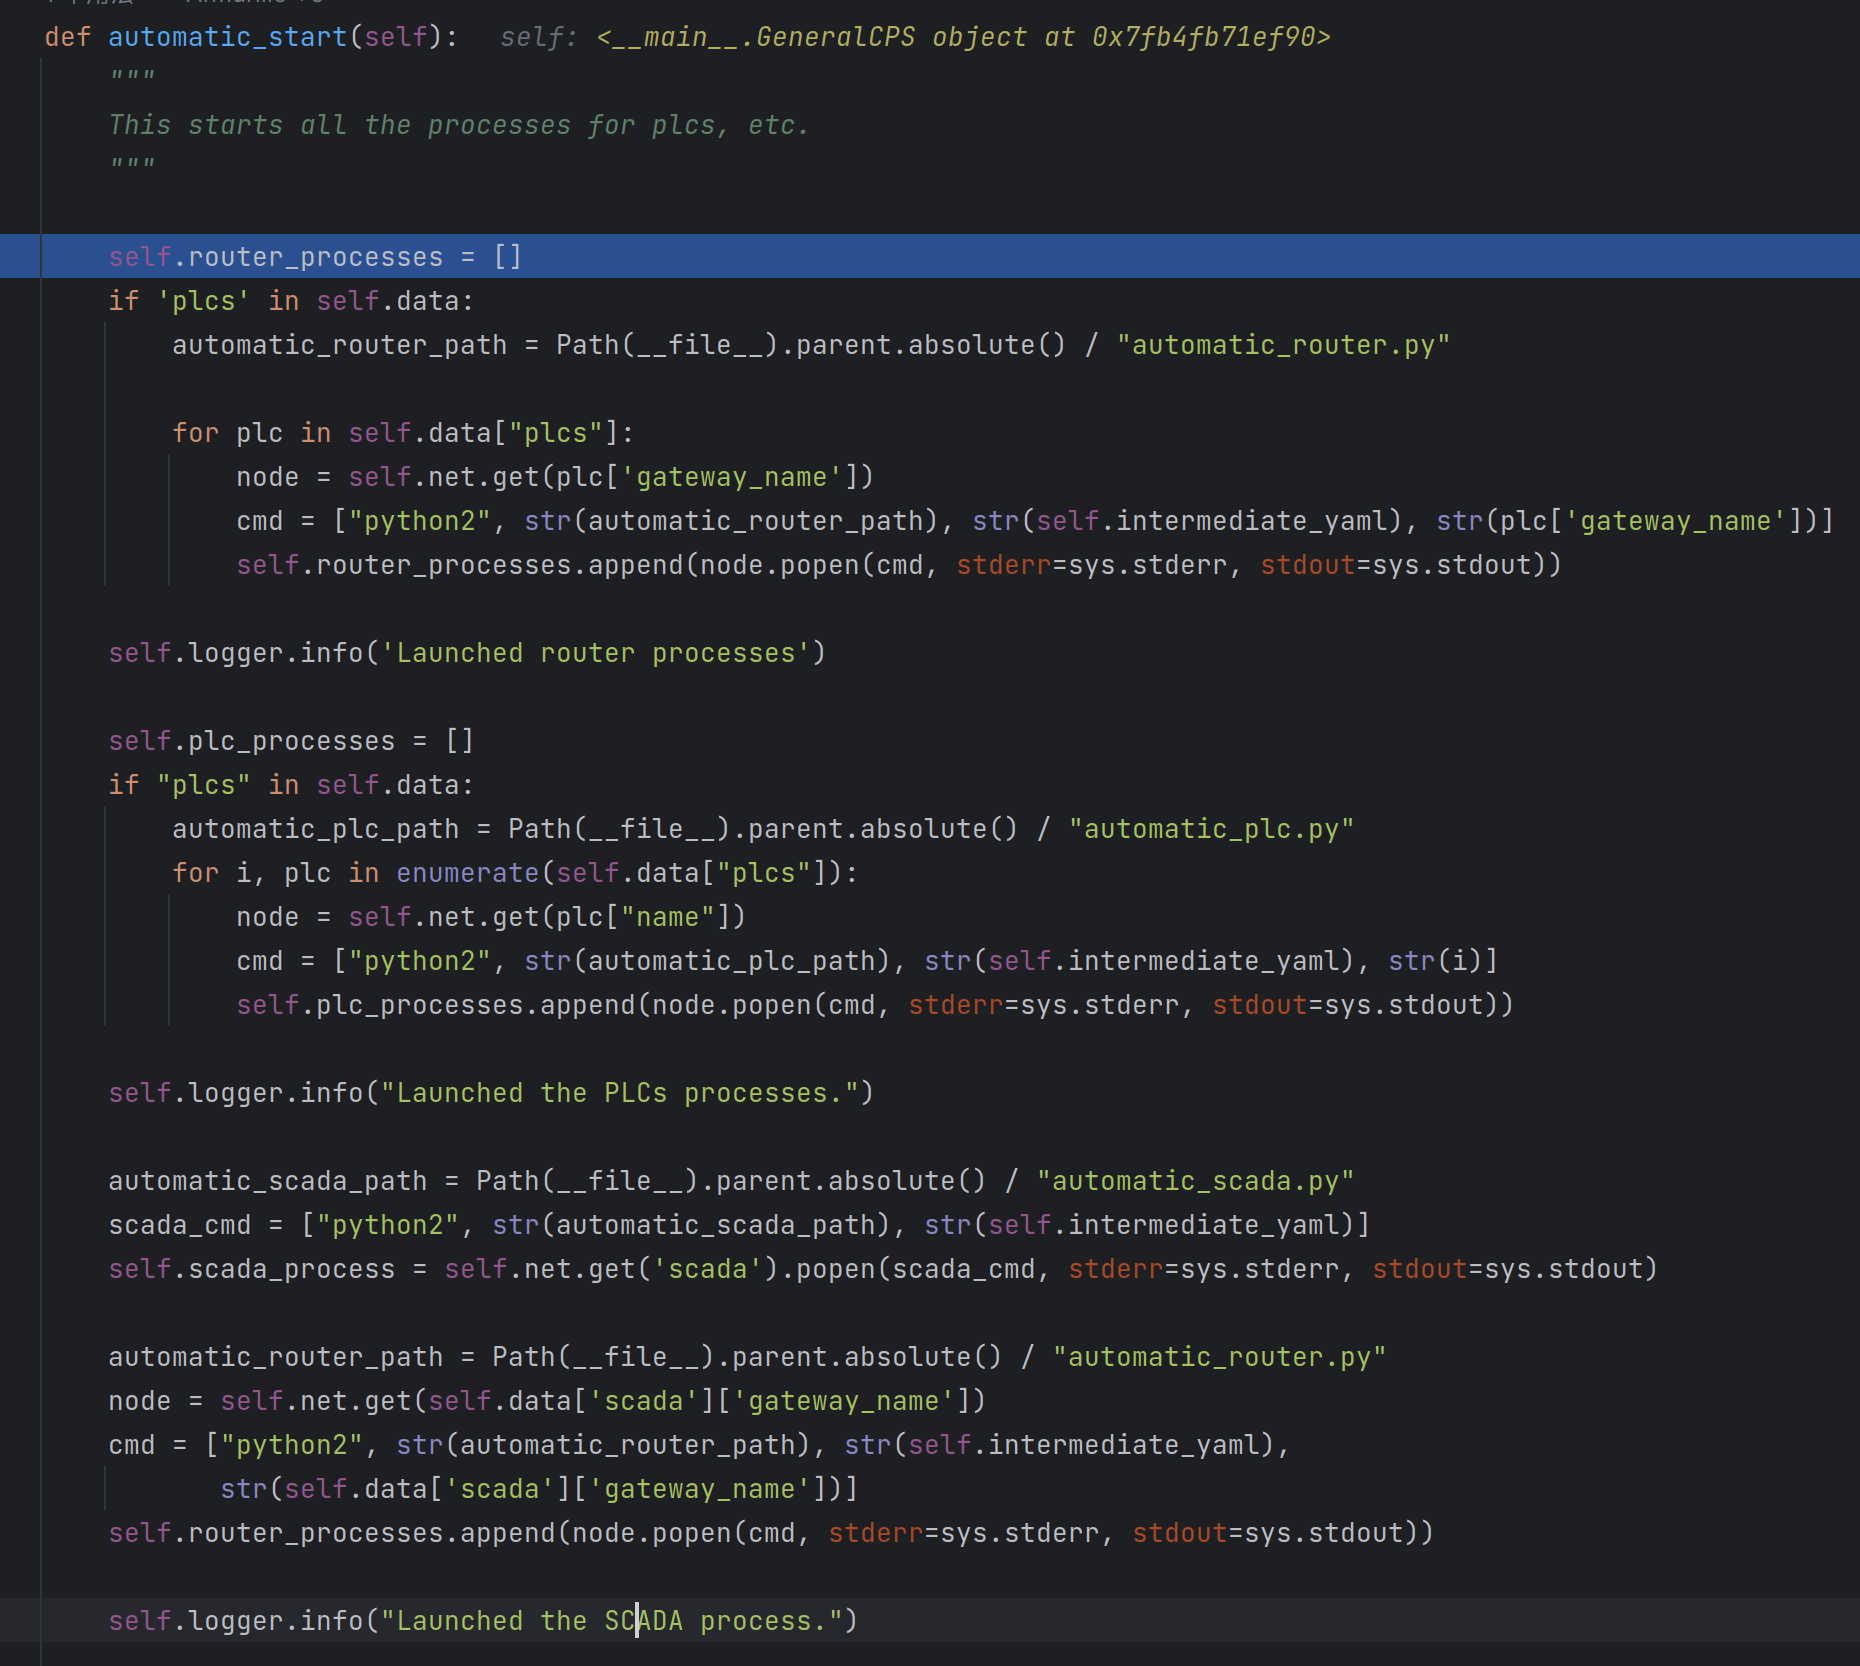 def automatic_start(self):   self: <__main__.GeneralCPS object at 0x7fb4fb71ef90>
    """
    This starts all the processes for plcs, etc.
    """
    self.router_processes = []
    if 'plcs' in self.data:
        automatic_router_path = Path(__file__).parent.absolute() / "automatic_router.py"
        for plc in self.data["plcs"]:
            node = self.net.get(plc['gateway_name'])
            cmd = ["python2", str(automatic_router_path), str(self.intermediate_yaml), str(plc['gateway_name'])]
            self.router_processes.append(node.popen(cmd, stderr=sys.stderr, stdout=sys.stdout))
    self.logger.info('Launched router processes')
    self.plc_processes = []
    if "plcs" in self.data:
        automatic_plc_path = Path(__file__).parent.absolute() / "automatic_plc.py"
        for i, plc in enumerate(self.data["plcs"]):
            node = self.net.get(plc["name"])
            cmd = ["python2", str(automatic_plc_path), str(self.intermediate_yaml), str(i)]
            self.plc_processes.append(node.popen(cmd, stderr=sys.stderr, stdout=sys.stdout))
    self.logger.info("Launched the PLCs processes.")
    automatic_scada_path = Path(__file__).parent.absolute() / "automatic_scada.py"
    scada_cmd = ["python2", str(automatic_scada_path), str(self.intermediate_yaml)]
    self.scada_process = self.net.get('scada').popen(scada_cmd, stderr=sys.stderr, stdout=sys.stdout)
    automatic_router_path = Path(__file__).parent.absolute() / "automatic_router.py"
    node = self.net.get(self.data['scada']['gateway_name'])
    cmd = ["python2", str(automatic_router_path), str(self.intermediate_yaml),
           str(self.data['scada']['gateway_name'])]
    self.router_processes.append(node.popen(cmd, stderr=sys.stderr, stdout=sys.stdout))
    self.logger.info("Launched the SCADA process.")